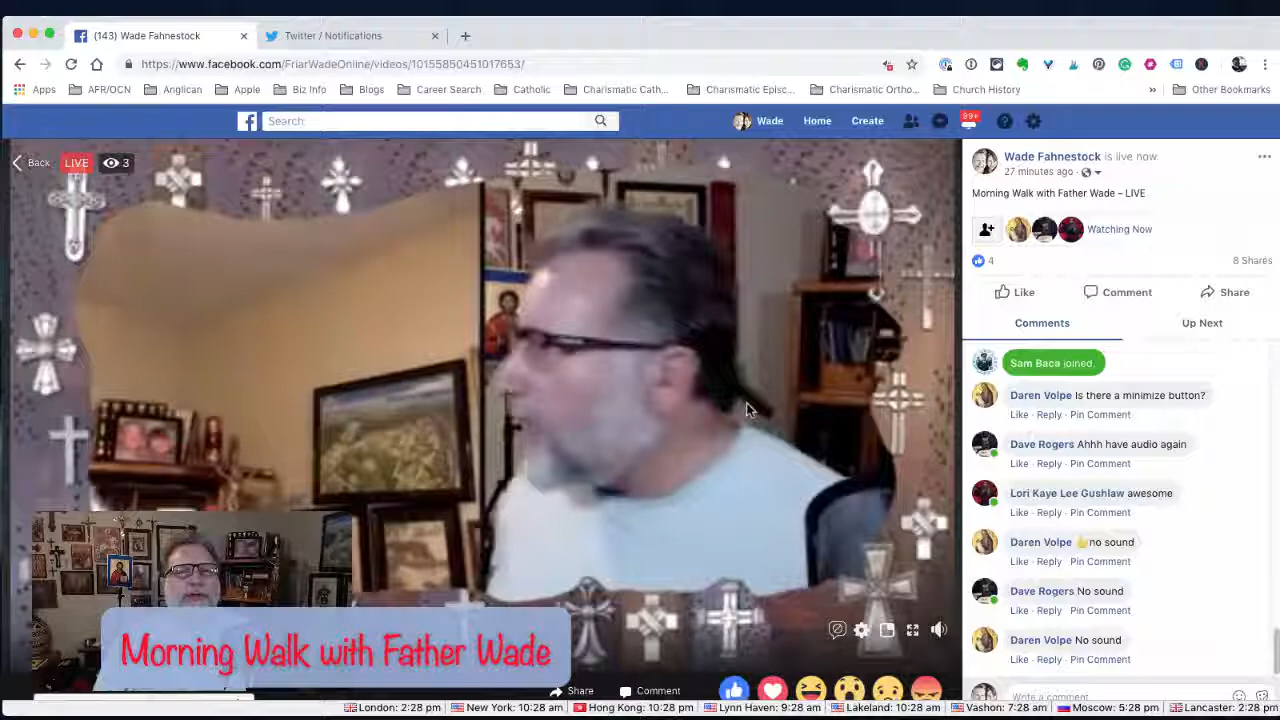 (143) Wade Fahnestock
Twitter / Notifications
https://www.facebook.com/FriarWadeOnline/videos/10155850451017653/
Apps AFR/OCN Anglican Apple Biz Info Blogs Career Search Catholic Charismatic Cath... Charismatic Episc... Charismatic Ortho... Church History » Other Bookmarks
Search
Wade Home Create 99+
Back LIVE 3
Wade Fahnestock is live now.
27 minutes ago
Morning Walk with Father Wade – LIVE
Watching Now
4
8 Shares
Like Comment Share
Comments Up Next
Sam Baca joined.
Daren Volpe Is there a minimize button?
Like · Reply · Pin Comment
Dave Rogers Ahhh have audio again
Like · Reply · Pin Comment
Lori Kaye Lee Gushlaw awesome
Like · Reply · Pin Comment
Daren Volpe 👍no sound
Like · Reply · Pin Comment
Dave Rogers No sound
Like · Reply · Pin Comment
Daren Volpe No sound
Like · Reply · Pin Comment
Write a comment...
Morning Walk with Father Wade
Share Comment
London: 2:28 pm New York: 10:28 am Hong Kong: 10:28 pm Lynn Haven: 9:28 am Lakeland: 10:28 am Vashon: 7:28 am Moscow: 5:28 pm Lancaster: 2:28 pm